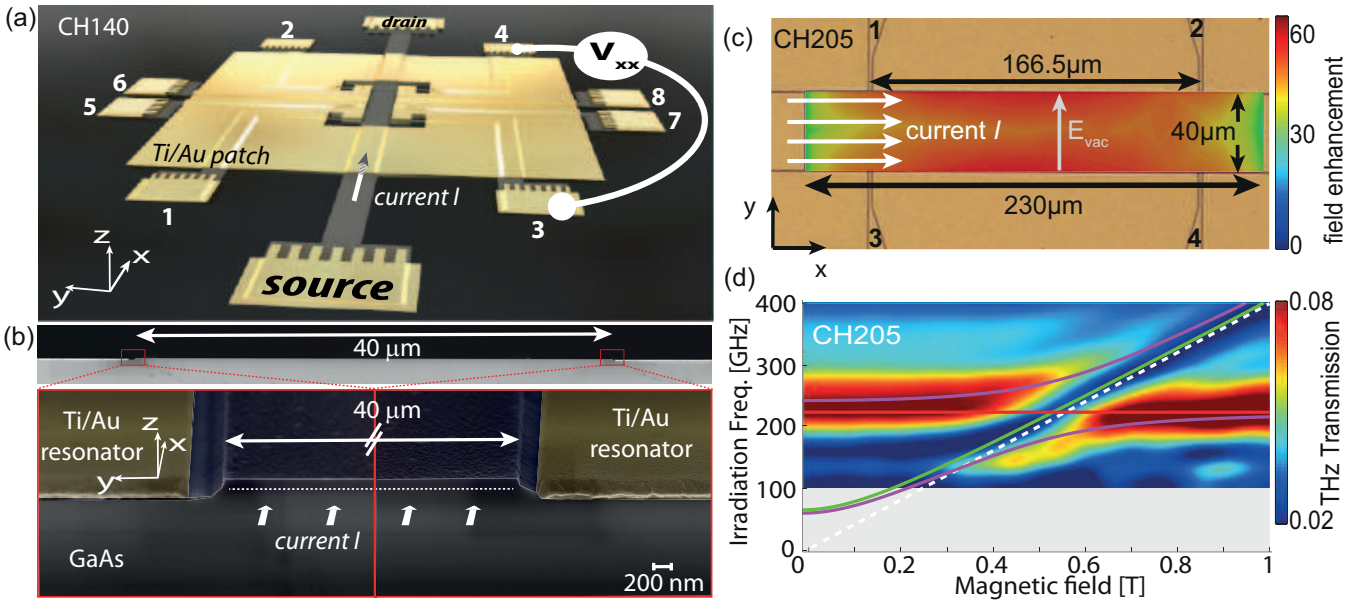 (a)
CH140
drain
2
4
V xx
6
5
8
7
Ti/Au patch
current I
1
3
z
x
y
source
(b)
40 μm
40 μm
Ti/Au
resonator
Ti/Au
resonator
z
x
y
current I
GaAs
200 nm
(c)
CH205
1
2
166.5μm
current I
E vac
40μm
230μm
3
4
y
x
60
30
0
field enhancement
(d)
CH205
400
300
200
100
0
Irradiation Freq. [GHz]
0
0.2
0.4
0.6
0.8
1
Magnetic field [T]
0.08
0.02
THz Transmission